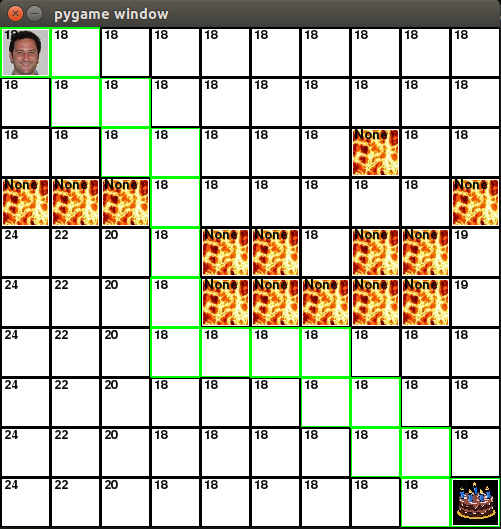 pygame window
18 18 18 18 18 18 18 18 18 18
18 18 18 18 18 18 18 18 18 18
18 18 18 18 18 18 18 None 18 18
None None None 18 18 18 18 18 18 None
24 22 20 18 None None 18 None None 19
24 22 20 18 None None None None None 19
24 22 20 18 18 18 18 18 18 18
24 22 20 18 18 18 18 18 18 18
24 22 20 18 18 18 18 18 18 18
24 22 20 18 18 18 18 18 18